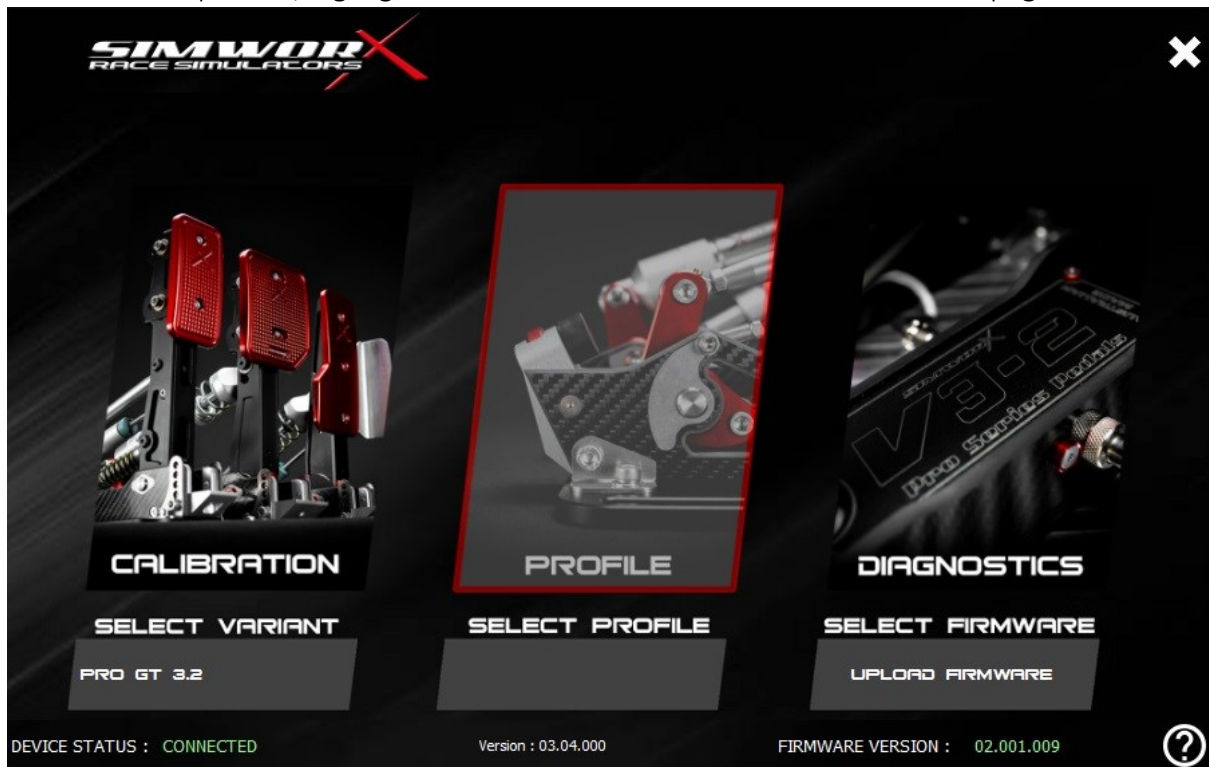 SIMWORX
RACE SIMULATORS
SIMWORX
V3-2
Pro Series Pedals
CALIBRATION
PROFILE
DIAGNOSTICS
SELECT VARIANT
SELECT PROFILE
SELECT FIRMWARE
PRO GT 3.2
UPLOAD FIRMWARE
DEVICE STATUS : CONNECTED
Version : 03.04.000
FIRMWARE VERSION : 02.001.009
?